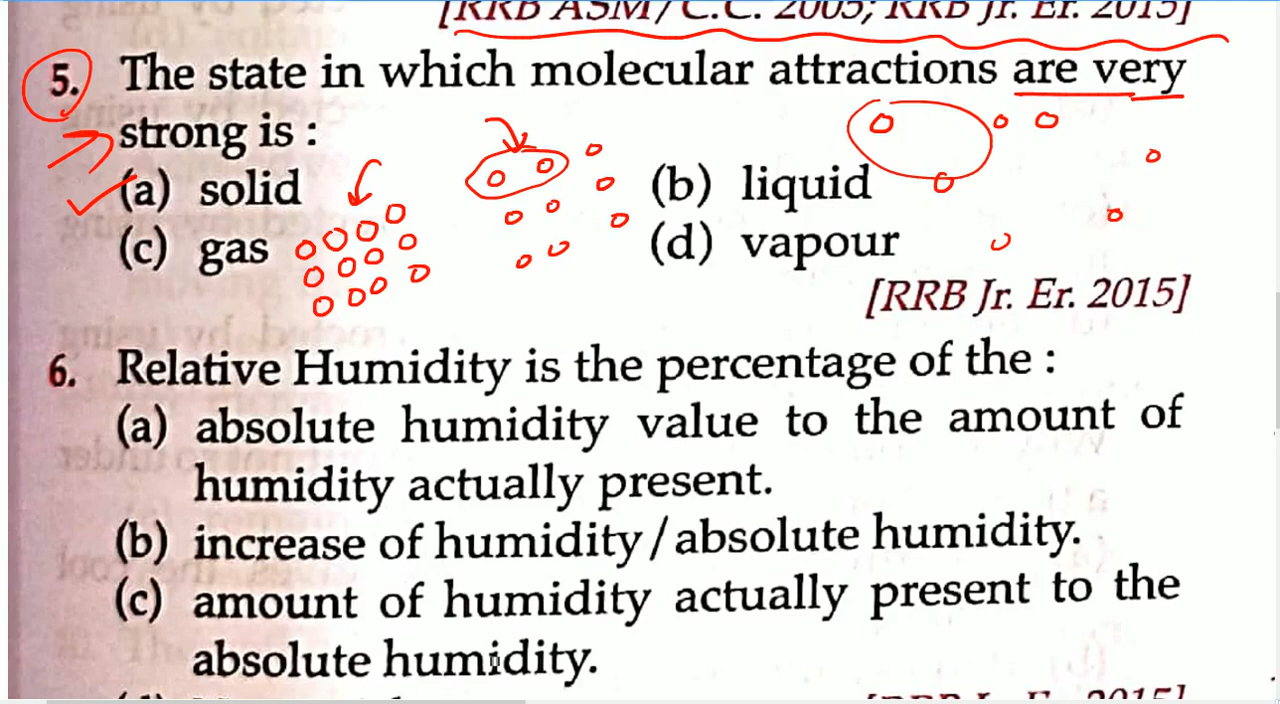 [RRB ASM/ C.C. 2005; RRB Jr. Er. 2015]
5. The state in which molecular attractions are very
strong is :
(a) solid (b) liquid
(c) gas (d) vapour
[RRB Jr. Er. 2015]
6. Relative Humidity is the percentage of the :
(a) absolute humidity value to the amount of
humidity actually present.
(b) increase of humidity/absolute humidity.
(c) amount of humidity actually present to the
absolute humidity.